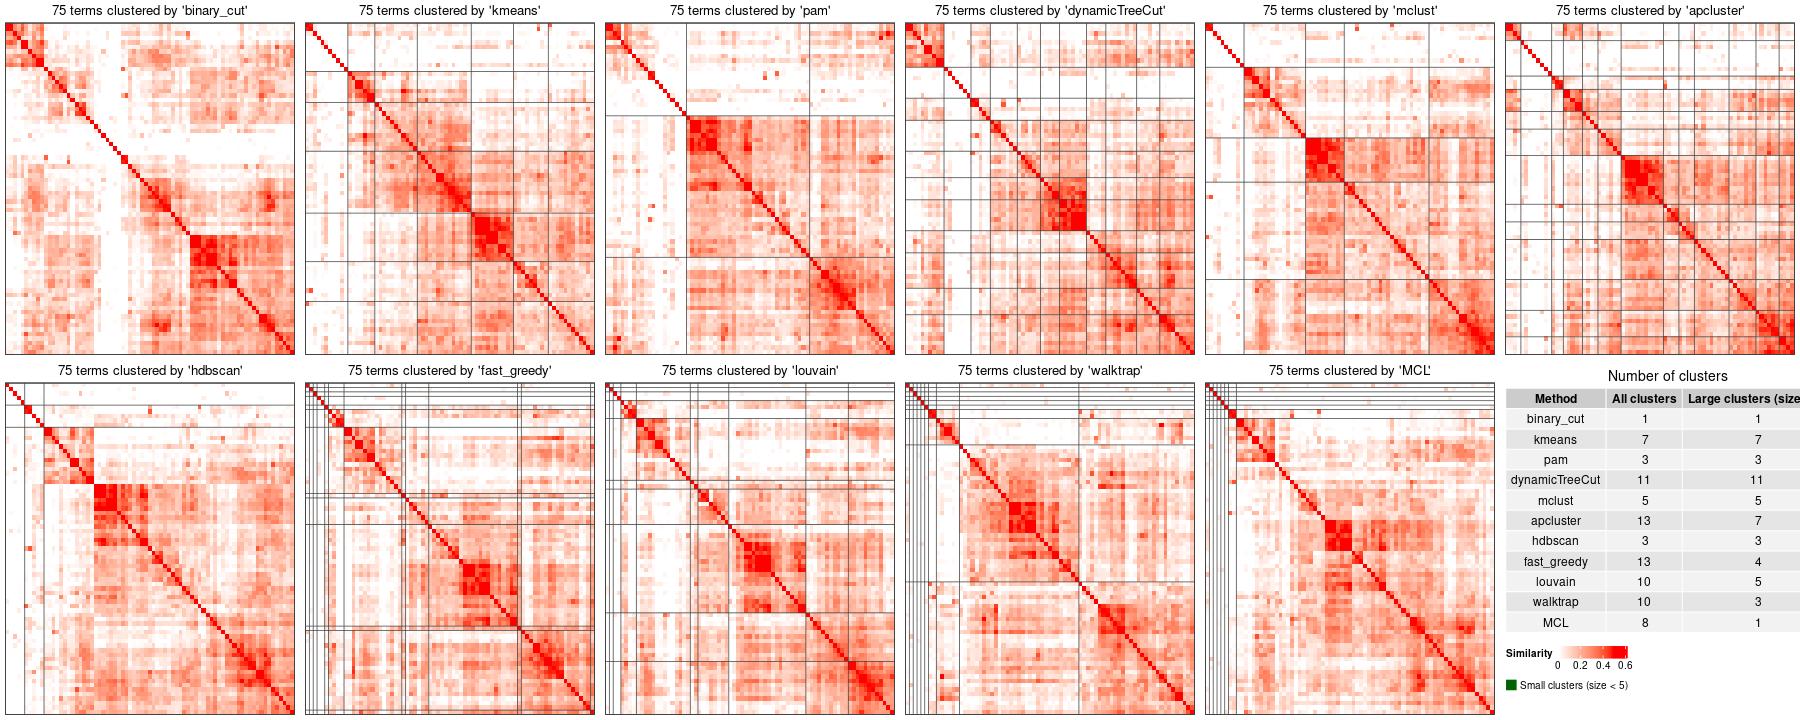 75 terms clustered by 'binary_cut'
75 terms clustered by 'kmeans'
75 terms clustered by 'pam'
75 terms clustered by 'dynamicTreeCut'
75 terms clustered by 'mclust'
75 terms clustered by 'apcluster'
75 terms clustered by 'hdbscan'
75 terms clustered by 'fast_greedy'
75 terms clustered by 'louvain'
75 terms clustered by 'walktrap'
75 terms clustered by 'MCL'
Number of clusters
Method All clusters Large clusters (size
binary_cut 1 1
kmeans 7 7
pam 3 3
dynamicTreeCut 11 11
mclust 5 5
apcluster 13 7
hdbscan 3 3
fast_greedy 13 4
louvain 10 5
walktrap 10 3
MCL 8 1
Similarity
0 0.2 0.4 0.6
Small clusters (size < 5)